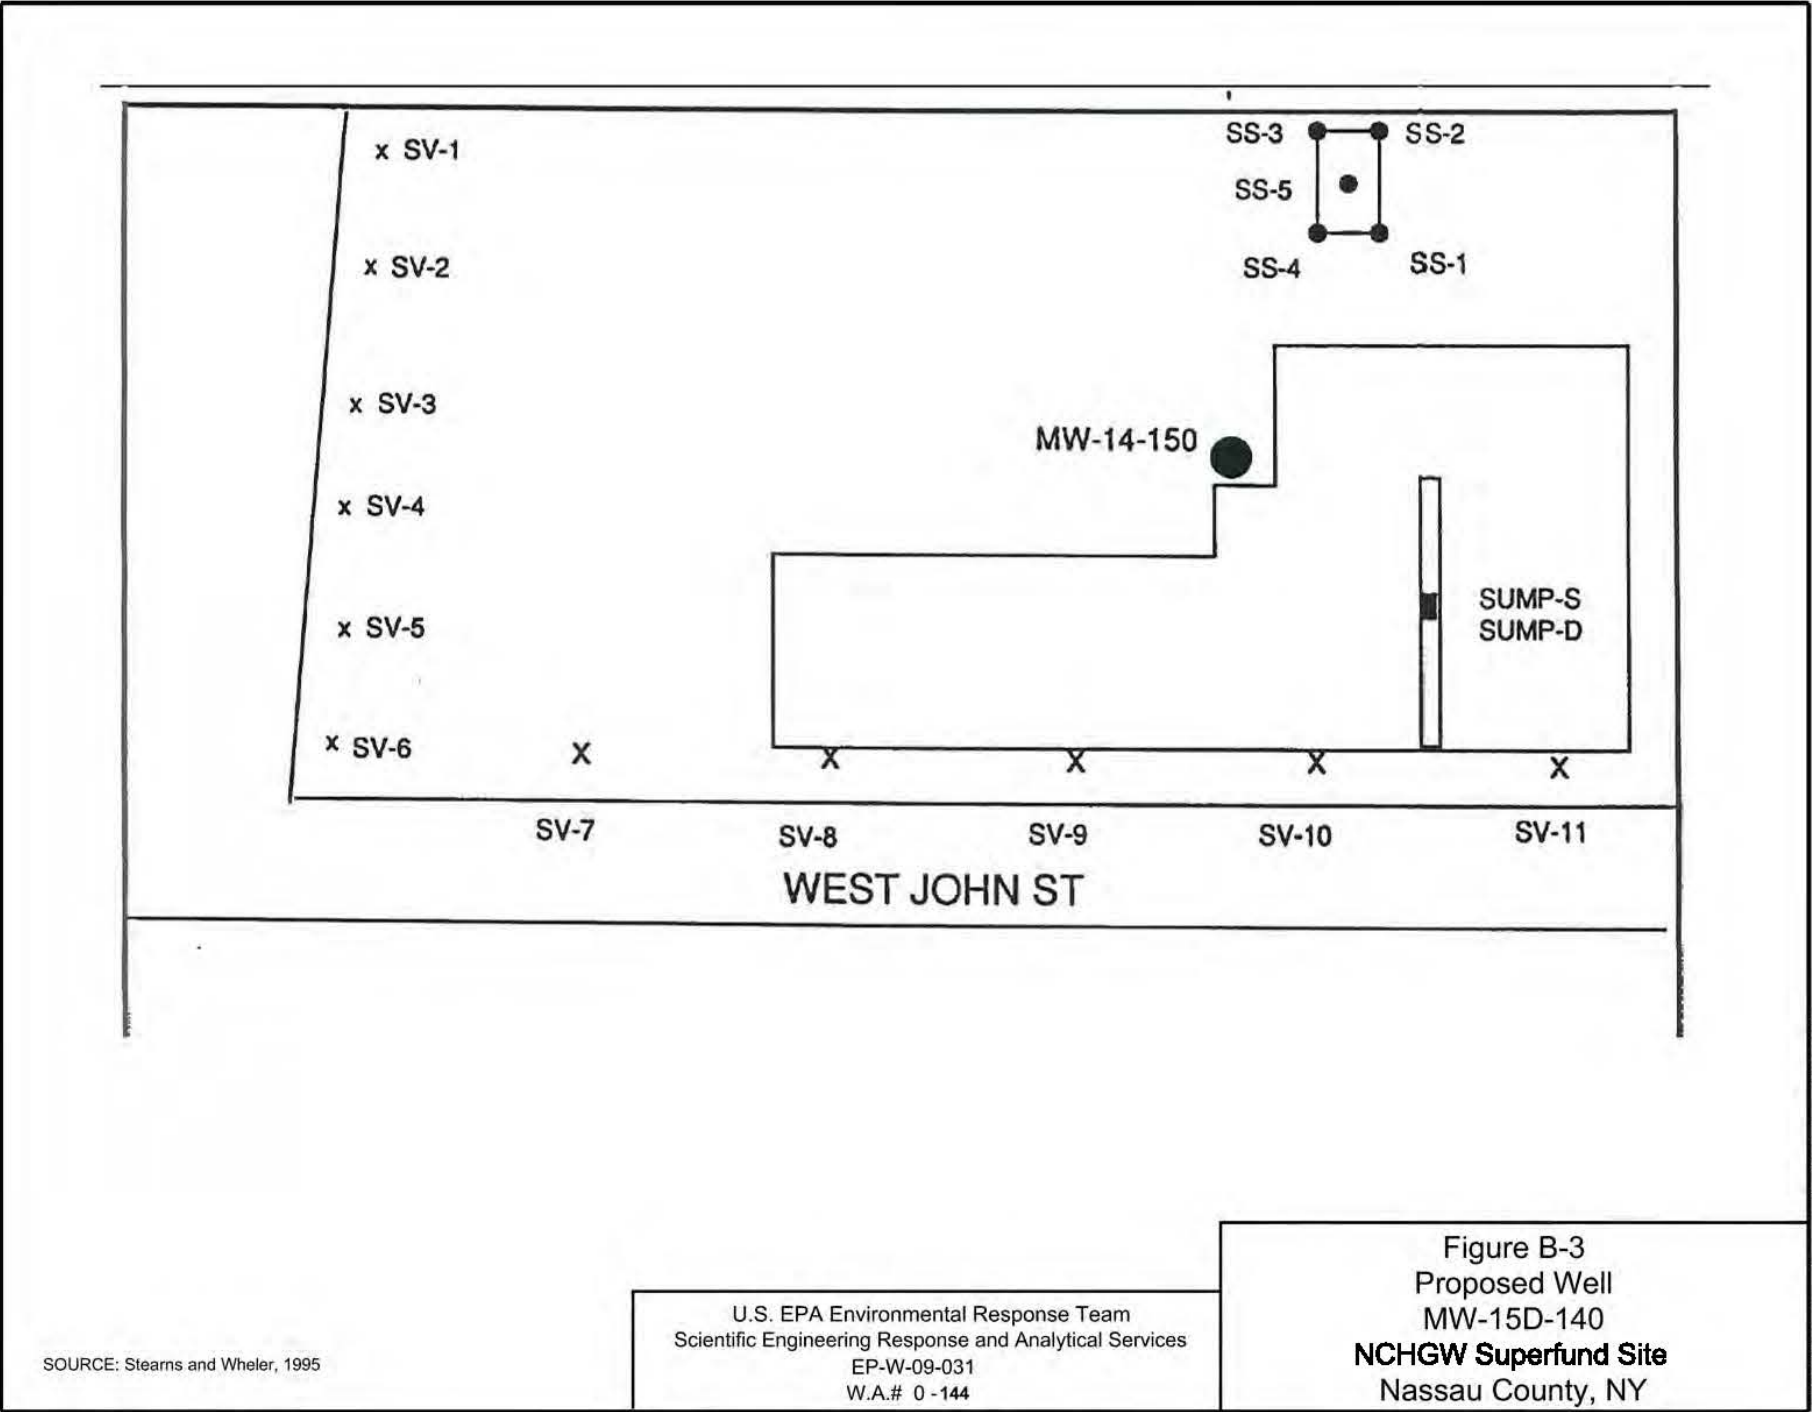 SV-1
SS-3
SS-2
SS-5
SS-4
SS-1
SV-2
SV-3
MW-14-150
SV-4
SUMP-S
SUMP-D
SV-5
SV-6
SV-7
SV-8
SV-9
SV-10
SV-11
WEST JOHN ST
SOURCE: Stearns and Wheler, 1995
U.S. EPA Environmental Response Team
Scientific Engineering Response and Analytical Services
EP-W-09-031
W.A.# 0 -144
Figure B-3
Proposed Well
MW-15D-140
NCHGW Superfund Site
Nassau County, NY